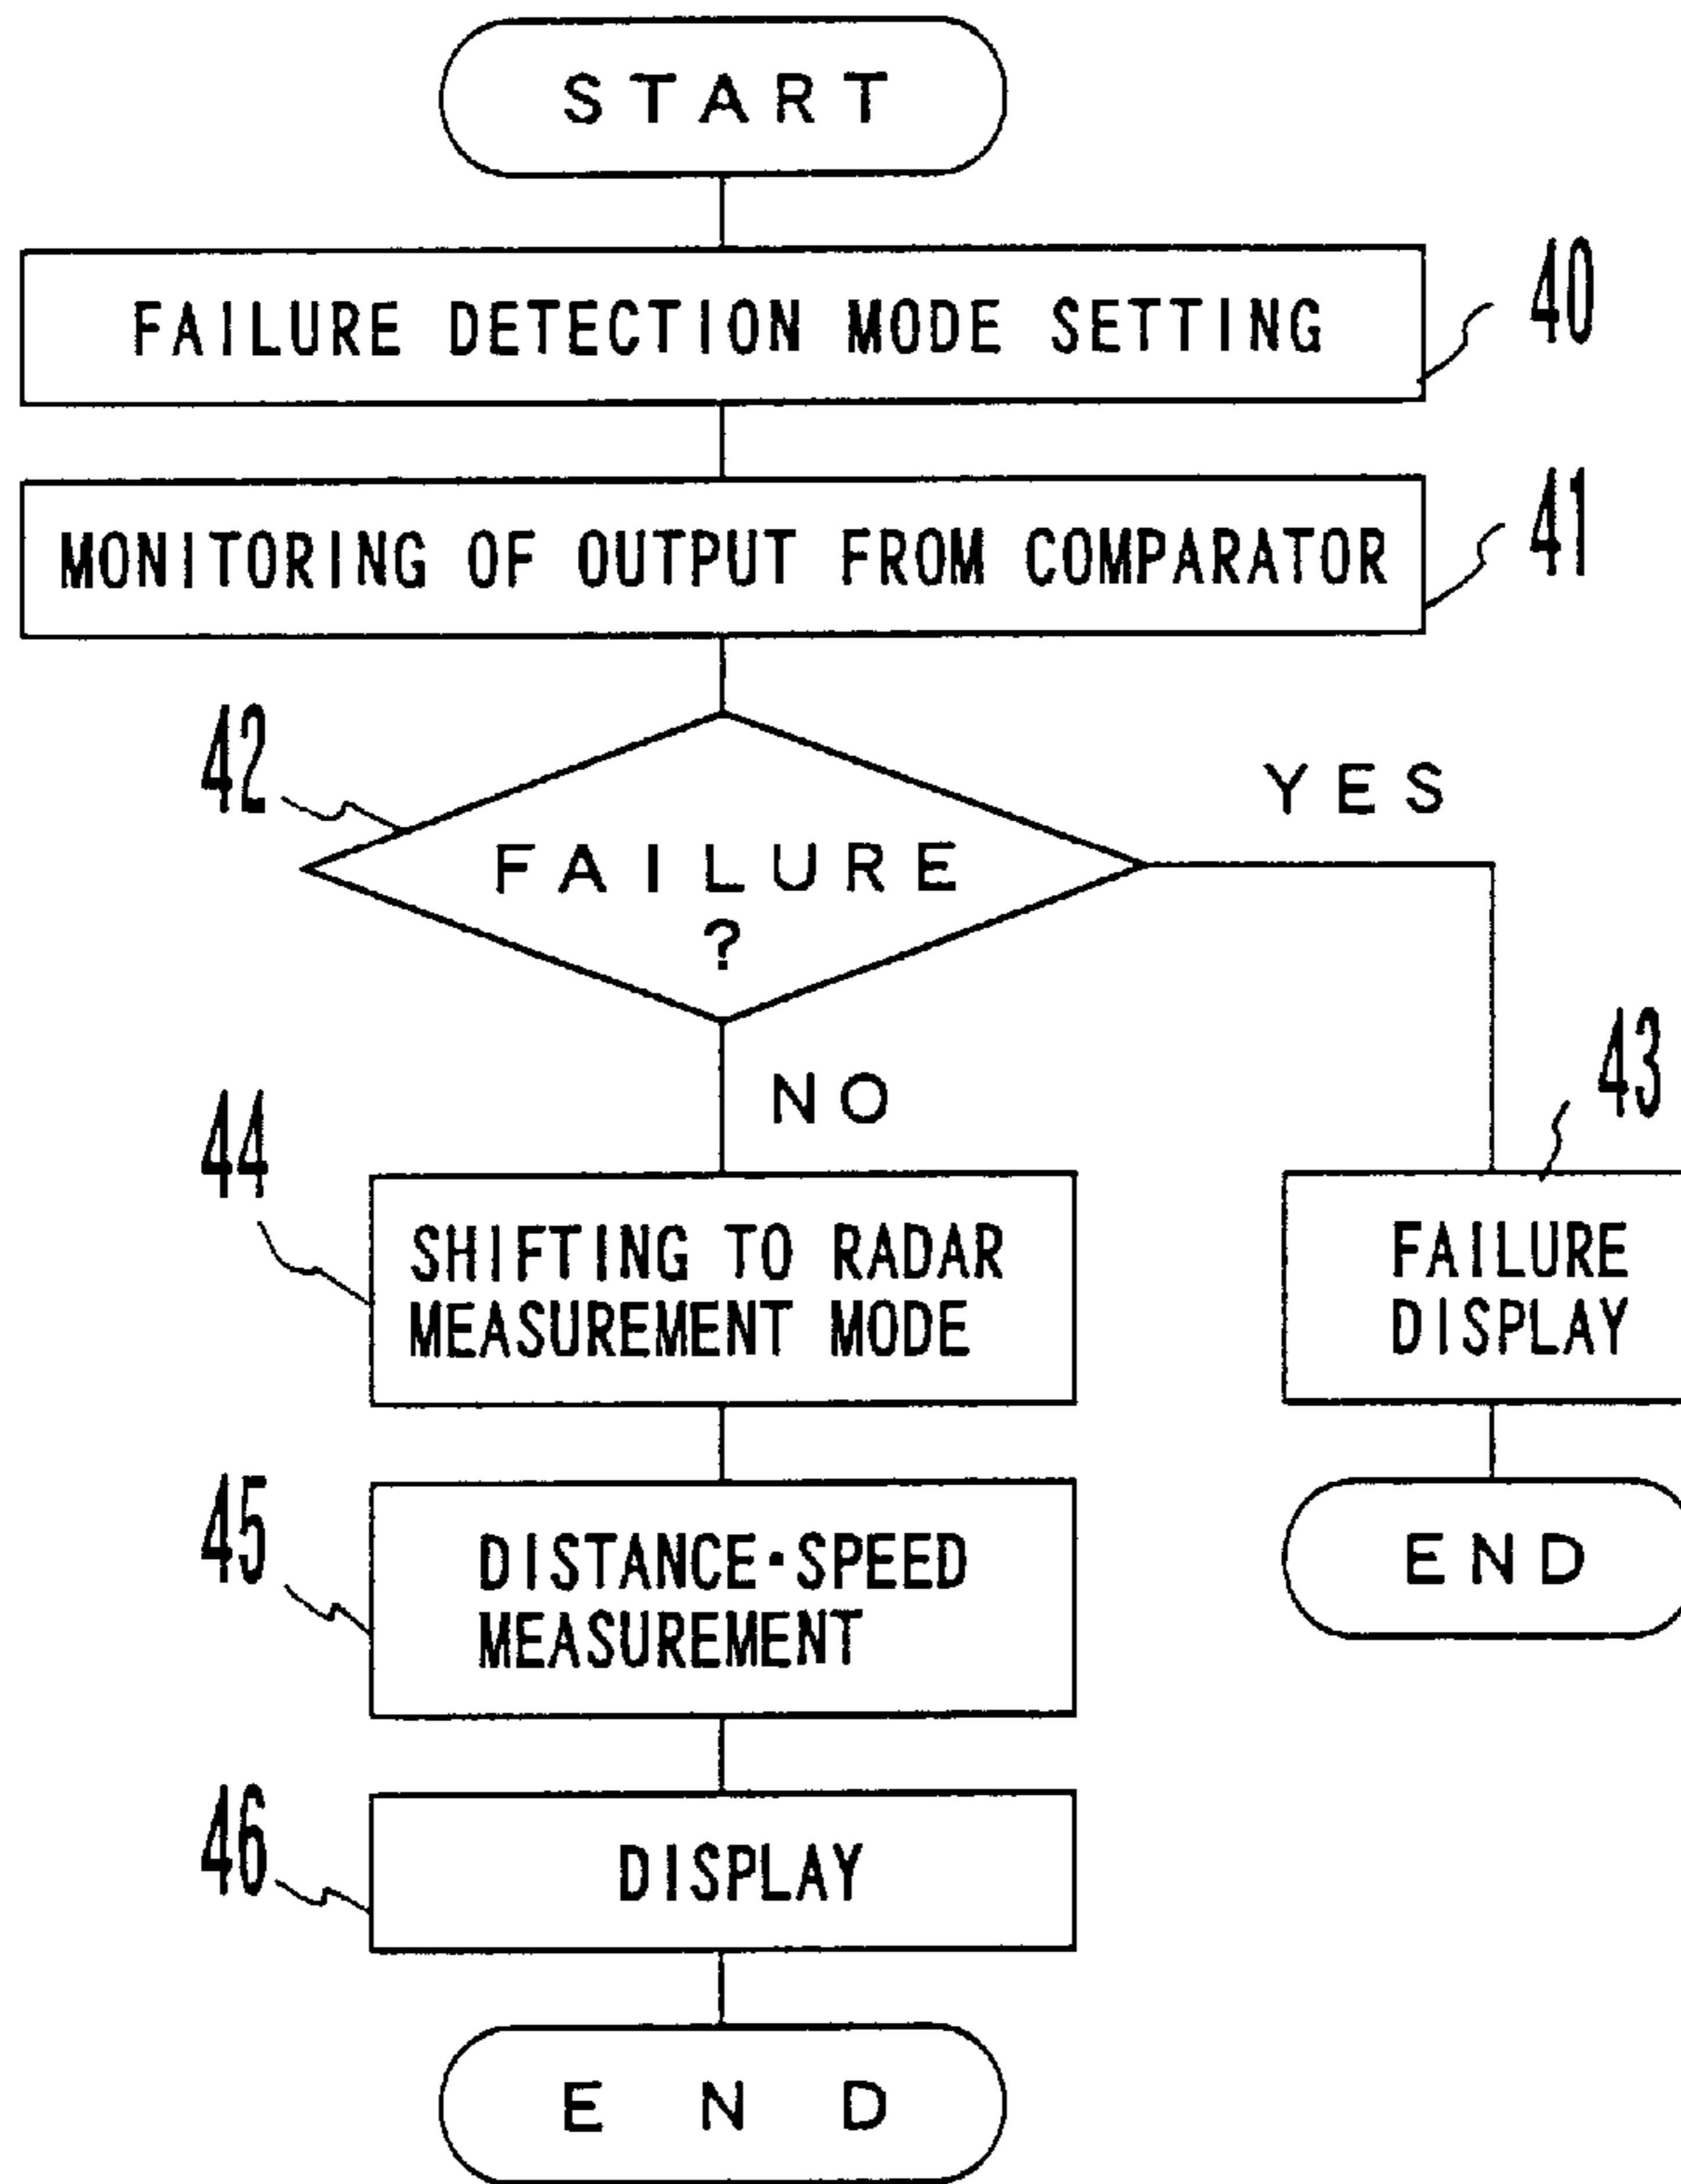 START
FAILURE DETECTION MODE SETTING
40
MONITORING OF OUTPUT FROM COMPARATOR
41
42
YES
FAILURE
?
43
NO
44
SHIFTING TO RADAR
MEASUREMENT MODE
FAILURE
DISPLAY
45
DISTANCE·SPEED
MEASUREMENT
END
46
DISPLAY
END